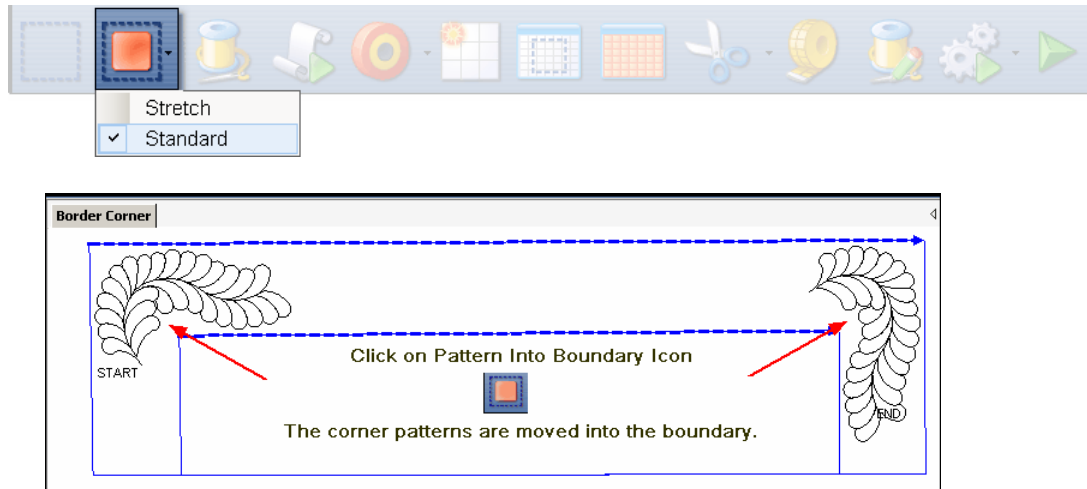 Stretch
Standard
Border Corner
Click on Pattern Into Boundary Icon
START
END
The corner patterns are moved into the boundary.